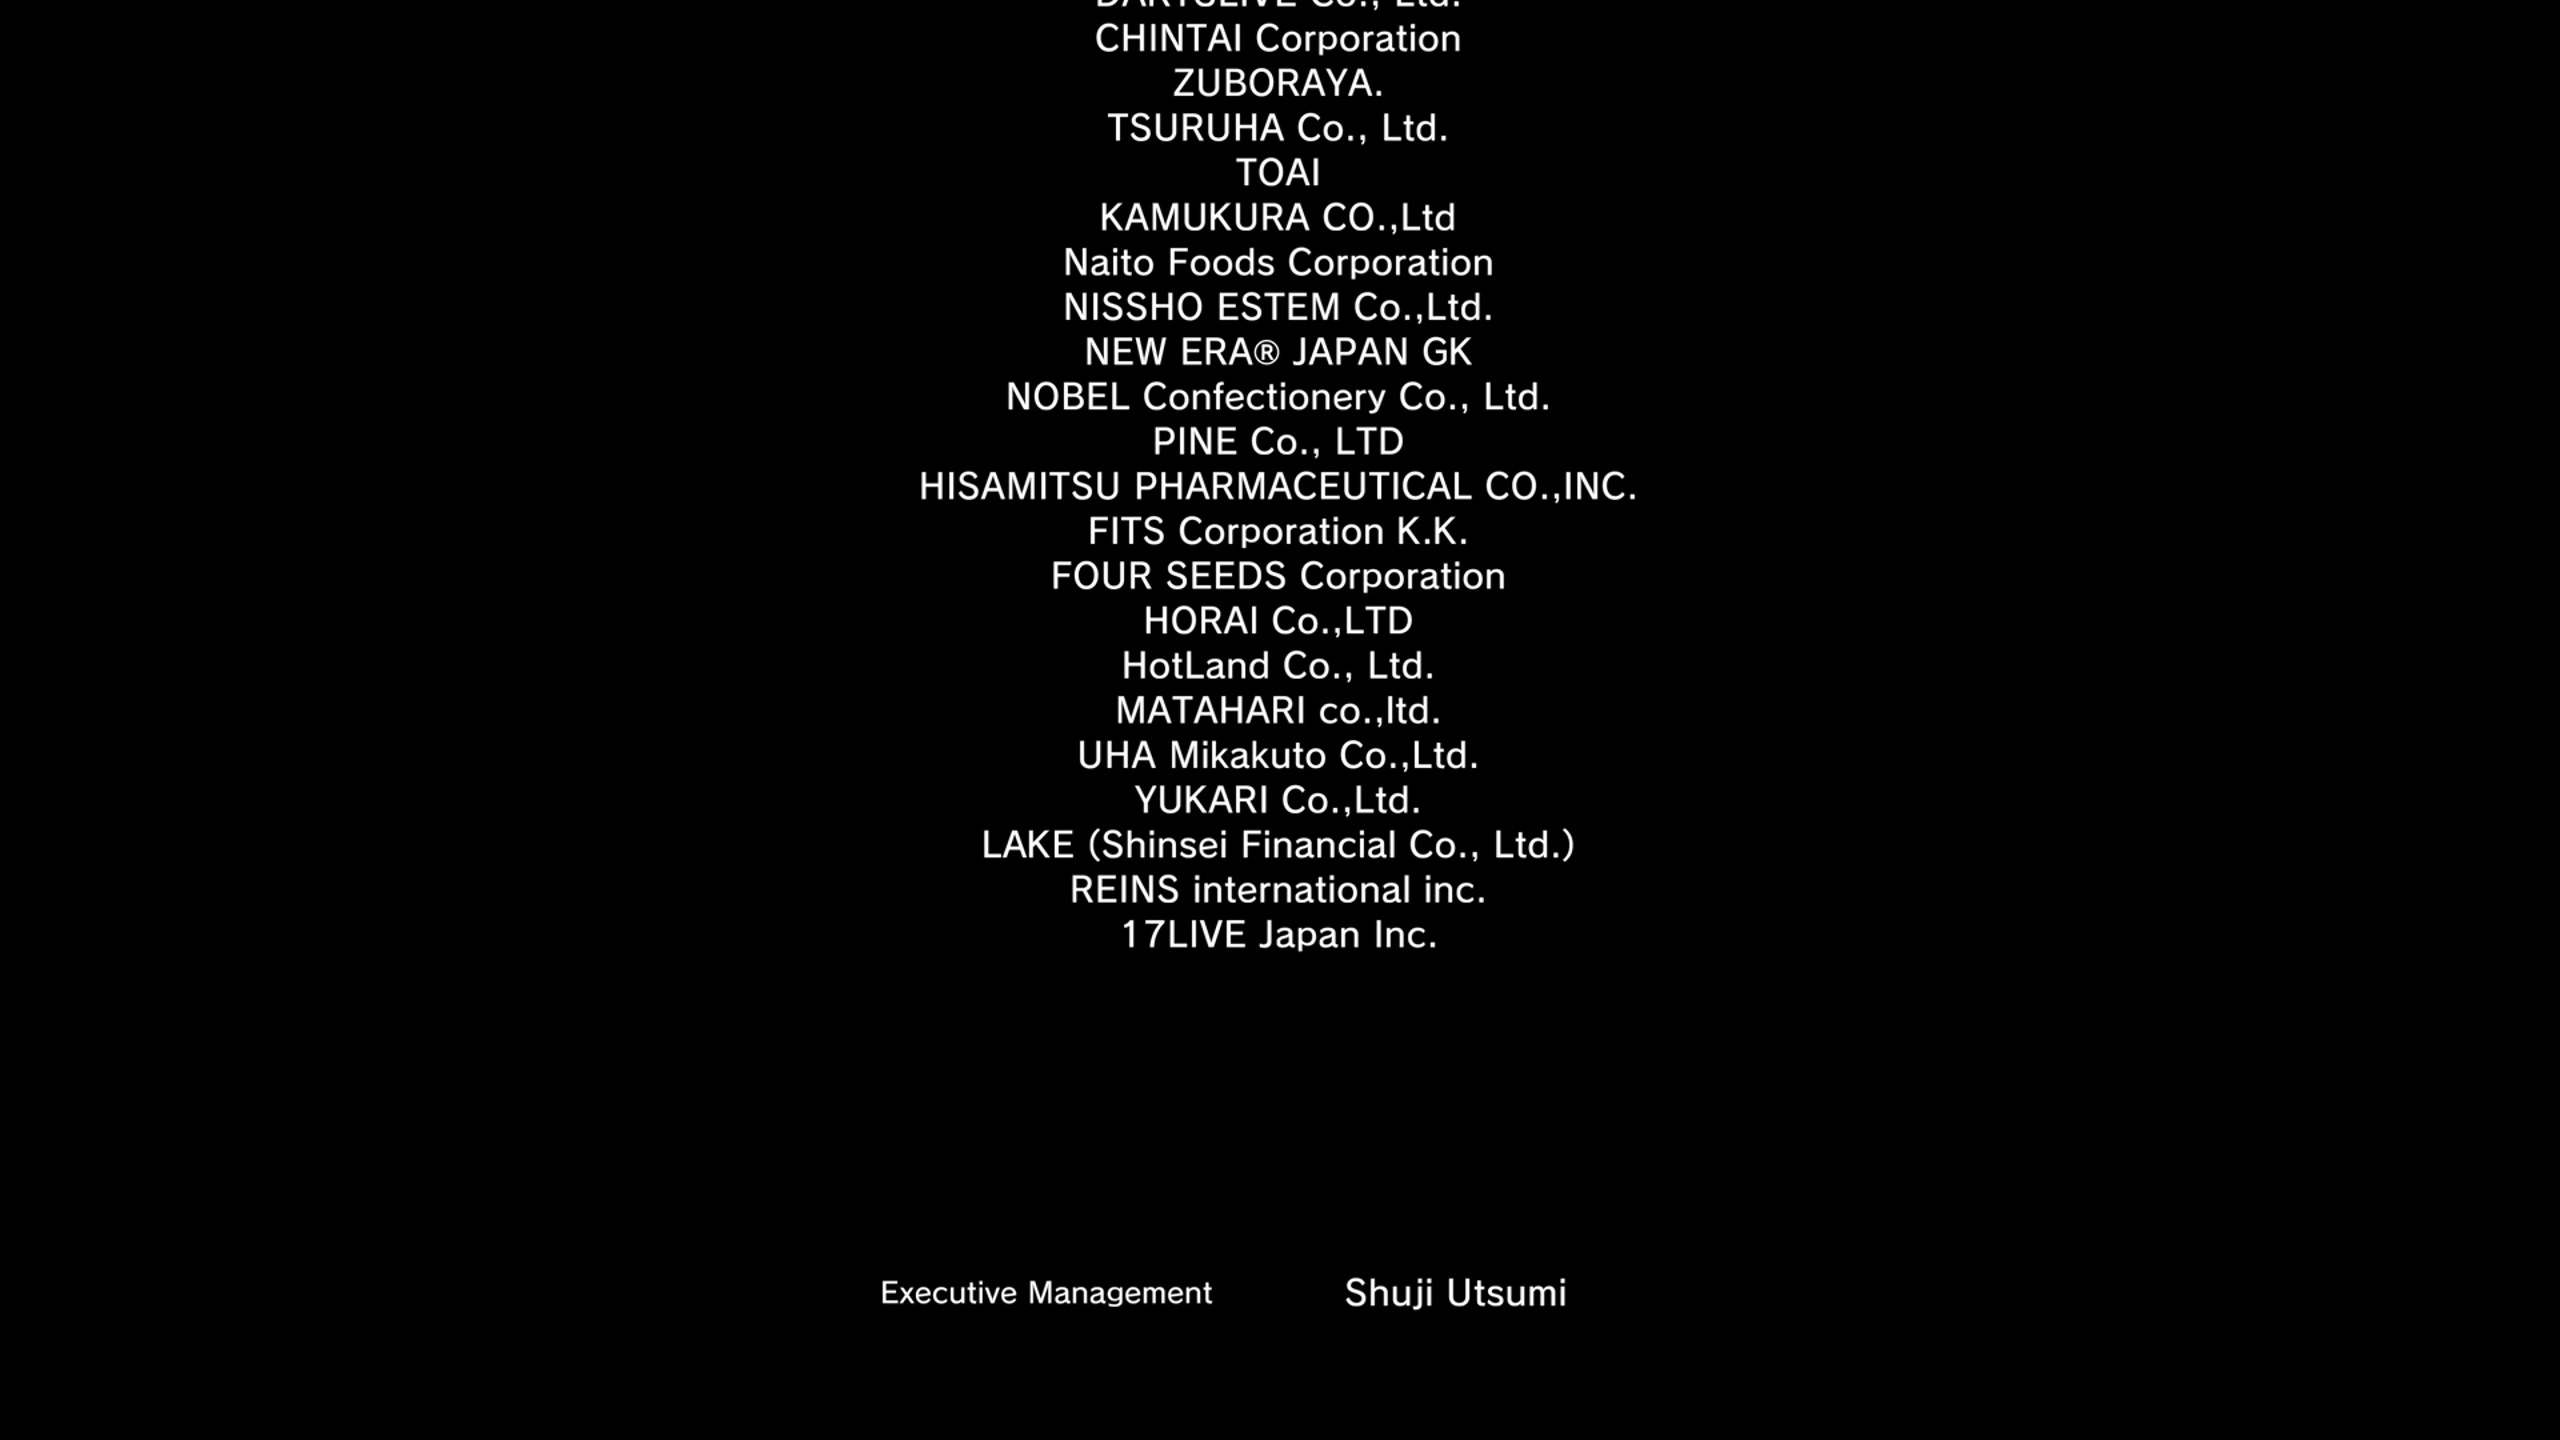 DARTSLIVE Co., Ltd.
CHINTAI Corporation
ZUBORAYA.
TSURUHA Co., Ltd.
TOAI
KAMUKURA CO.,Ltd
Naito Foods Corporation
NISSHO ESTEM Co.,Ltd.
NEW ERA® JAPAN GK
NOBEL Confectionery Co., Ltd.
PINE Co., LTD
HISAMITSU PHARMACEUTICAL CO.,INC.
FITS Corporation K.K.
FOUR SEEDS Corporation
HORAI Co.,LTD
HotLand Co., Ltd.
MATAHARI co.,ltd.
UHA Mikakuto Co.,Ltd.
YUKARI Co.,Ltd.
LAKE (Shinsei Financial Co., Ltd.)
REINS international inc.
17LIVE Japan Inc.
Executive Management Shuji Utsumi